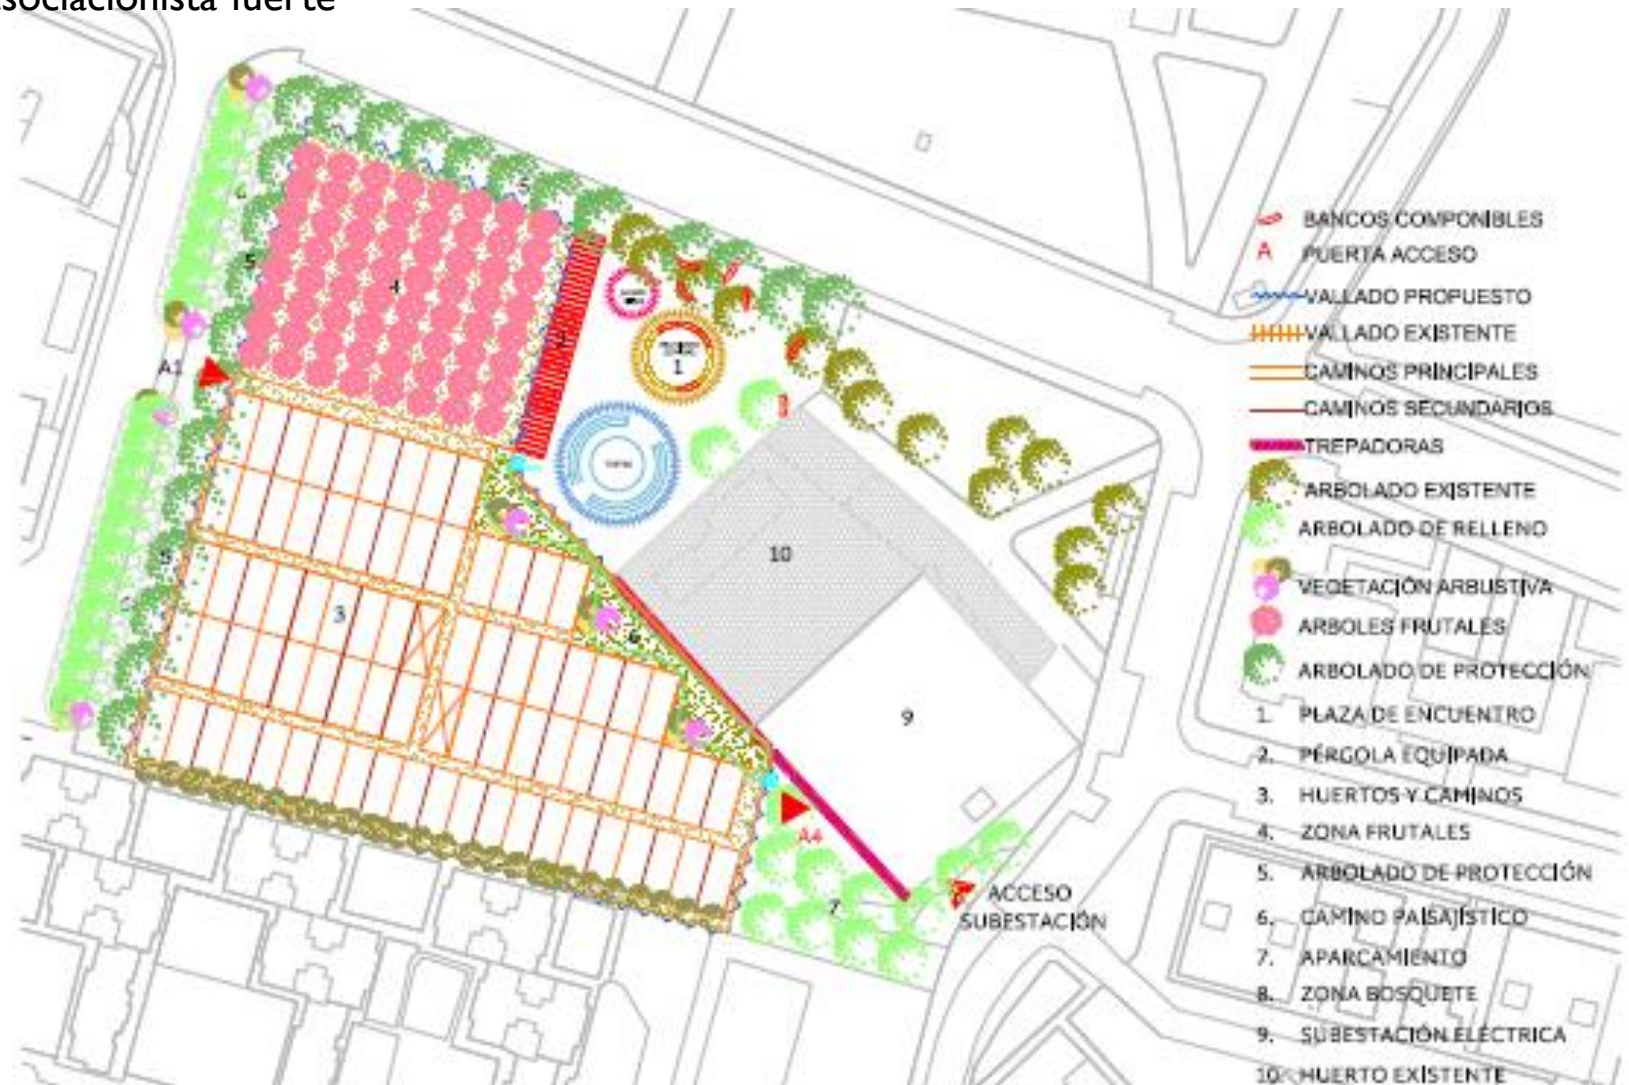 asociacionista fuerte
BANCOS COMPONIBLES
A PUERTA ACCESO
VALLADO PROPUESTO
VALLADO EXISTENTE
CAMINOS PRINCIPALES
CAMINOS SECUNDARIOS
TREPADORAS
ARBOLADO EXISTENTE
ARBOLADO DE RELLENO
VEGETACIÓN ARBUSTIVA
ARBOLES FRUTALES
ARBOLADO DE PROTECCIÓN
1. PLAZA DE ENCUENTRO
2. PÉRGOLA EQUIPADA
3. HUERTOS Y CAMINOS
4. ZONA FRUTALES
5. ARBOLADO DE PROTECCIÓN
6. CAMINO PAISAJÍSTICO
7. APARCAMIENTO
8. ZONA BOSQUETE
9. SUBESTACIÓN ELÉCTRICA
10. HUERTO EXISTENTE
5
4
1
A1
10
3
6
9
A4
7
ACCESO
SUBESTACIÓN